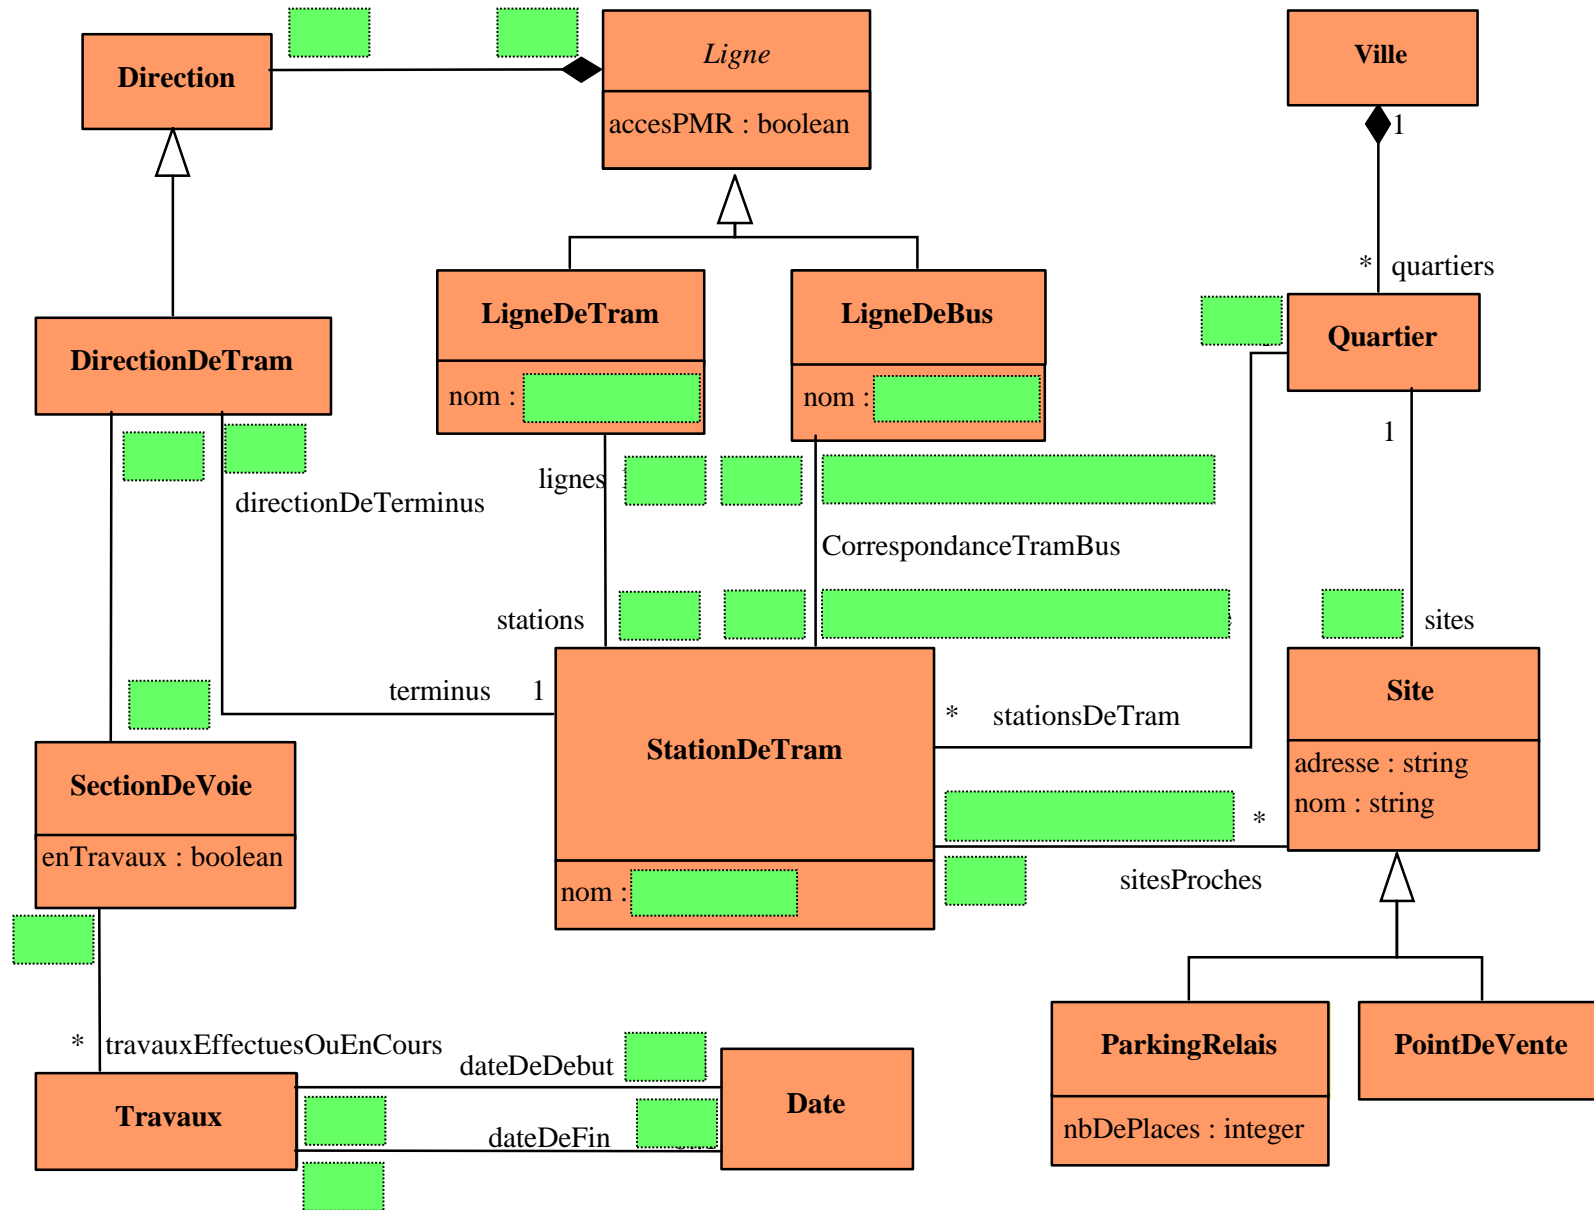 Direction
Ligne
accesPMR : boolean
Ville
1
* quartiers
LigneDeTram
nom :
LigneDeBus
nom :
Quartier
DirectionDeTram
1
lignes
directionDeTerminus
CorrespondanceTramBus
stations
sites
terminus 1
* stationsDeTram
StationDeTram
nom :
Site
adresse : string
nom : string
SectionDeVoie
enTravaux : boolean
*
sitesProches
* travauxEffectuesOuEnCours
dateDeDebut
Travaux
dateDeFin
Date
ParkingRelais
nbDePlaces : integer
PointDeVente